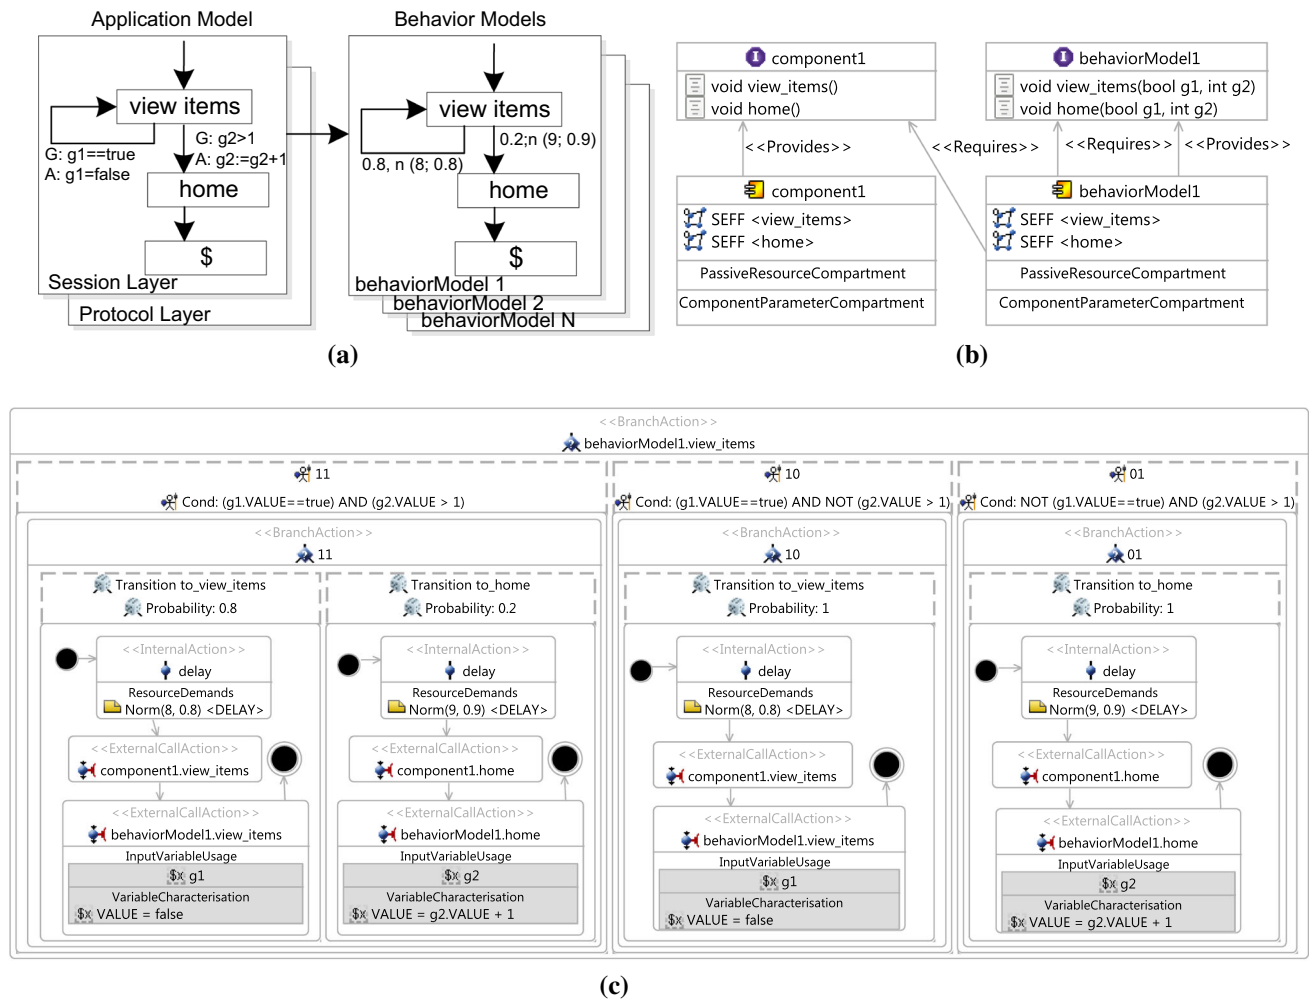 Application Model
view items
G: g1==true
A: g1=false
G: g2>1
A: g2:=g2+1
home
$
Session Layer
Protocol Layer
Behavior Models
view items
0.8, n (8; 0.8)
0.2;n (9; 0.9)
home
$
behaviorModel 1
behaviorModel 2
behaviorModel N
(a)
component1
void view_items()
void home()
behaviorModel1
void view_items(bool g1, int g2)
void home(bool g1, int g2)
<<Provides>>
<<Requires>>
<<Requires>>
<<Provides>>
component1
SEFF <view_items>
SEFF <home>
PassiveResourceCompartment
ComponentParameterCompartment
behaviorModel1
SEFF <view_items>
SEFF <home>
PassiveResourceCompartment
ComponentParameterCompartment
(b)
<<BranchAction>>
behaviorModel1.view_items
11
Cond: (g1.VALUE==true) AND (g2.VALUE > 1)
<<BranchAction>>
11
Transition to_view_items
Probability: 0.8
<<InternalAction>>
delay
ResourceDemands
Norm(8, 0.8) <DELAY>
<<ExternalCallAction>>
component1.view_items
<<ExternalCallAction>>
behaviorModel1.view_items
InputVariableUsage
$x g1
VariableCharacterisation
$x VALUE = false
Transition to_home
Probability: 0.2
<<InternalAction>>
delay
ResourceDemands
Norm(9, 0.9) <DELAY>
<<ExternalCallAction>>
component1.home
<<ExternalCallAction>>
behaviorModel1.home
InputVariableUsage
$x g2
VariableCharacterisation
$x VALUE = g2.VALUE + 1
10
Cond: (g1.VALUE==true) AND NOT (g2.VALUE > 1)
<<BranchAction>>
10
Transition to_view_items
Probability: 1
<<InternalAction>>
delay
ResourceDemands
Norm(8, 0.8) <DELAY>
<<ExternalCallAction>>
component1.view_items
<<ExternalCallAction>>
behaviorModel1.view_items
InputVariableUsage
$x g1
VariableCharacterisation
$x VALUE = false
01
Cond: NOT (g1.VALUE==true) AND (g2.VALUE > 1)
<<BranchAction>>
01
Transition to_home
Probability: 1
<<InternalAction>>
delay
ResourceDemands
Norm(9, 0.9) <DELAY>
<<ExternalCallAction>>
component1.home
<<ExternalCallAction>>
behaviorModel1.home
InputVariableUsage
$x g2
VariableCharacterisation
$x VALUE = g2.VALUE + 1
(c)